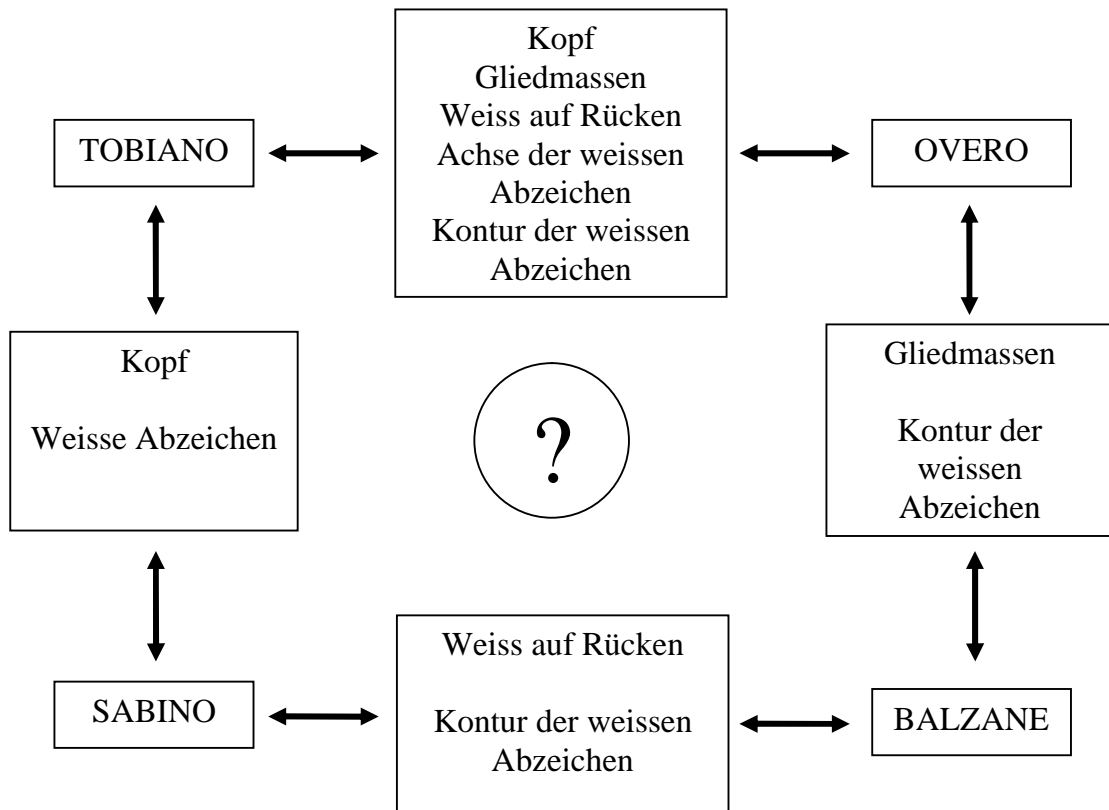 Kopf
Gliedmassen
Weiss auf Rücken
Achse der weissen
Abzeichen
Kontur der weissen
Abzeichen
TOBIANO
OVERO
Kopf
Weisse Abzeichen
?
Gliedmassen
Kontur der
weissen
Abzeichen
SABINO
Weiss auf Rücken
Kontur der weissen
Abzeichen
BALZANE